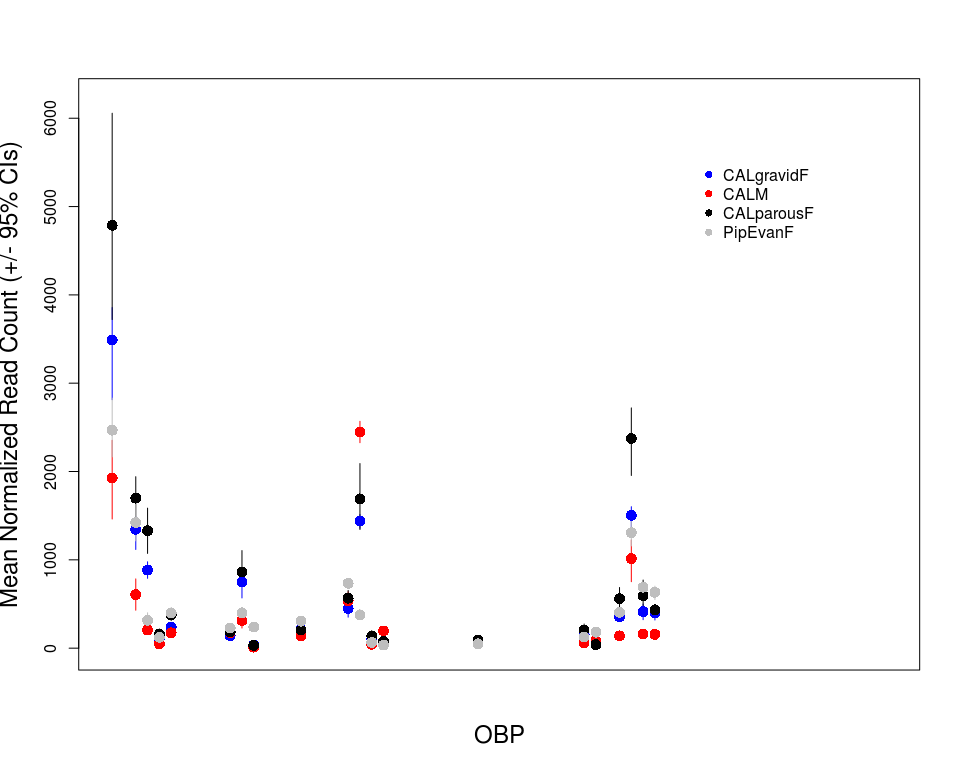 Mean Normalized Read Count (+/- 95% CIs)
6000
5000
4000
3000
2000
1000
0
CALgravidF
CALM
CALparousF
PipEvanF
OBP